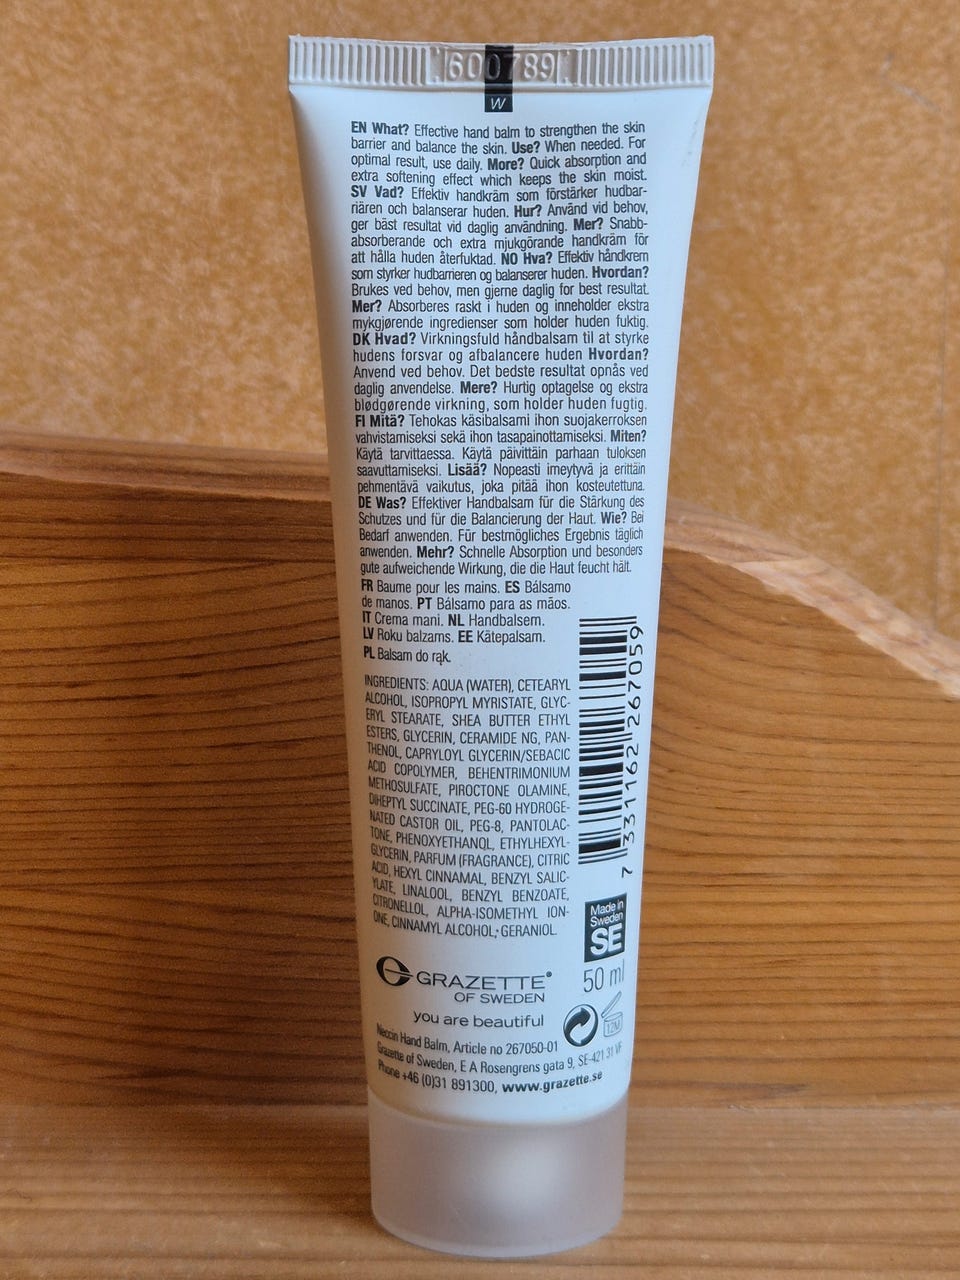 600789
W
EN What? Effective hand balm to strengthen the skin
barrier and balance the skin. Use? When needed. For
optimal result, use daily. More? Quick absorption and
extra softening effect which keeps the skin moist.
SV Vad? Effektiv handkräm som förstärker hudbar-
riären och balanserar huden. Hur? Använd vid behov,
ger bäst resultat vid daglig användning. Mer? Snabb-
absorberande och extra mjukgörande handkräm för
att hålla huden återfuktad. NO Hva? Effektiv håndkrem
som styrker hudbarrieren og balanserer huden. Hvordan?
Brukes ved behov, men gjerne daglig for best resultat.
Mer? Absorberes raskt i huden og inneholder ekstra
mykgjørende ingredienser som holder huden fuktig.
DK Hvad? Virkningsfuld håndbalsam til at styrke
hudens forsvar og afbalancere huden Hvordan?
Anvend ved behov. Det bedste resultat opnås ved
daglig anvendelse. Mere? Hurtig optagelse og ekstra
blødgørende virkning, som holder huden fugtig.
FI Mitä? Tehokas käsibalsami ihon suojakerroksen
vahvistamiseksi sekä ihon tasapainottamiseksi. Miten?
Käytä tarvittaessa. Käytä päivittäin parhaan tuloksen
saavuttamiseksi. Lisää? Nopeasti imeytyvä ja erittäin
pehmentävä vaikutus, joka pitää ihon kosteutettuna.
DE Was? Effektiver Handbalsam für die Stärkung des
Schutzes und für die Balancierung der Haut. Wie? Bei
Bedarf anwenden. Für bestmögliches Ergebnis täglich
anwenden. Mehr? Schnelle Absorption und besonders
gute aufweichende Wirkung, die die Haut feucht hält.
FR Baume pour les mains. ES Bálsamo
de manos. PT Bálsamo para as mãos.
IT Crema mani. NL Handbalsem.
LV Roku balzams. EE Kätepalsam.
PL Balsam do rąk.
INGREDIENTS: AQUA (WATER), CETEARYL
ALCOHOL, ISOPROPYL MYRISTATE, GLYC-
ERYL STEARATE, SHEA BUTTER ETHYL
ESTERS, GLYCERIN, CERAMIDE NG, PAN-
THENOL, CAPRYLOYL GLYCERIN/SEBACIC
ACID COPOLYMER, BEHENTRIMONIUM
METHOSULFATE, PIROCTONE OLAMINE,
DIHEPTYL SUCCINATE, PEG-60 HYDROGE-
NATED CASTOR OIL, PEG-8, PANTOLAC-
TONE, PHENOXYETHANOL, ETHYLHEXYL-
GLYCERIN, PARFUM (FRAGRANCE), CITRIC
ACID, HEXYL CINNAMAL, BENZYL SALIC-
YLATE, LINALOOL, BENZYL BENZOATE,
CITRONELLOL, ALPHA-ISOMETHYL ION-
ONE, CINNAMYL ALCOHOL, GERANIOL.
7 331162 267059
Made in
Sweden
SE
50 ml
12M
GRAZETTE®
OF SWEDEN
you are beautiful
Neccin Hand Balm, Article no 267050-01
Grazette of Sweden, E A Rosengrens gata 9, SE-421 31 VF
Phone +46 (0)31 891300, www.grazette.se